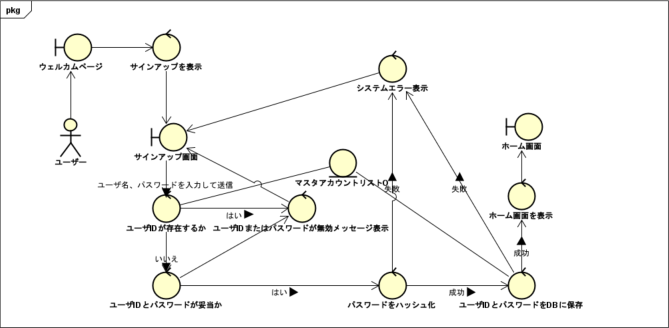 pkg
ウェルカムページ
サインアップを表示
システムエラー表示
ユーザー
サインアップ画面
ホーム画面
ユーザ名、パスワードを入力して送信
マスタアカウントリスト0
失敗
失敗
はい
ホーム画面を表示
ユーザIDが存在するか
ユーザIDまたはパスワードが無効メッセージ表示
いいえ
成功
はい
成功
ユーザIDとパスワードが妥当か
パスワードをハッシュ化
ユーザIDとパスワードをDBに保存